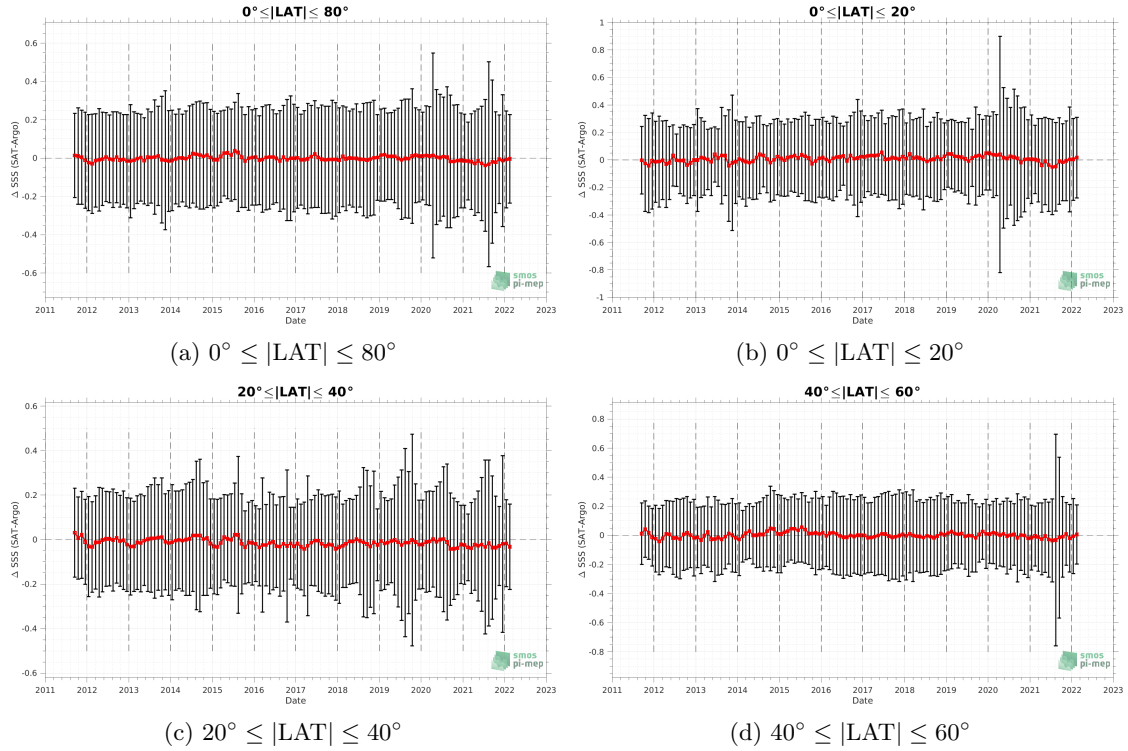 0°≤|LAT|≤ 80°
0.6
0.4
0.2
0
-0.2
-0.4
-0.6
Δ SSS (SAT-Argo)
2011 2012 2013 2014 2015 2016 2017 2018 2019 2020 2021 2022 2023
Date
smos
pi-mep
(a) 0° ≤ |LAT| ≤ 80°
0°≤|LAT|≤ 20°
1
0.8
0.6
0.4
0.2
0
-0.2
-0.4
-0.6
-0.8
-1
Δ SSS (SAT-Argo)
2011 2012 2013 2014 2015 2016 2017 2018 2019 2020 2021 2022 2023
Date
smos
pi-mep
(b) 0° ≤ |LAT| ≤ 20°
20°≤|LAT|≤ 40°
0.6
0.4
0.2
0
-0.2
-0.4
-0.6
Δ SSS (SAT-Argo)
2011 2012 2013 2014 2015 2016 2017 2018 2019 2020 2021 2022 2023
Date
smos
pi-mep
(c) 20° ≤ |LAT| ≤ 40°
40°≤|LAT|≤ 60°
0.8
0.6
0.4
0.2
0
-0.2
-0.4
-0.6
-0.8
Δ SSS (SAT-Argo)
2011 2012 2013 2014 2015 2016 2017 2018 2019 2020 2021 2022 2023
Date
smos
pi-mep
(d) 40° ≤ |LAT| ≤ 60°